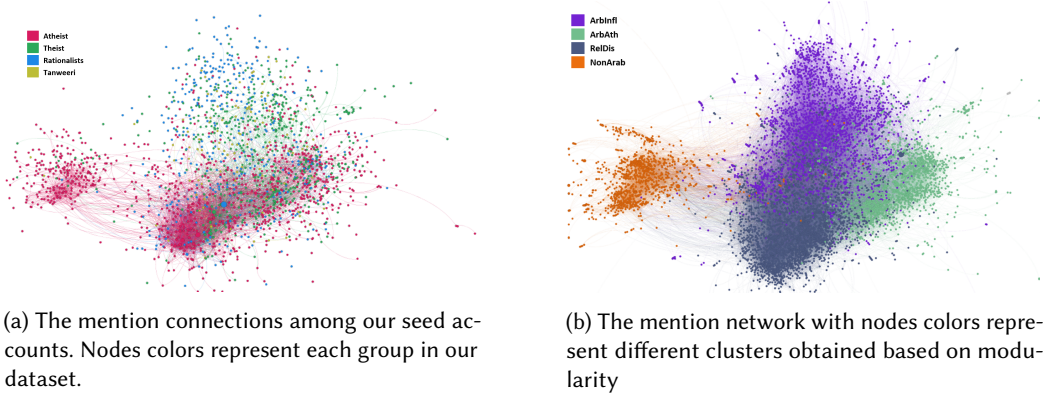 Atheist
Theist
Rationalists
Tanweeri
ArbInfl
ArbAth
RelDis
NonArab
(a) The mention connections among our seed ac-
counts. Nodes colors represent each group in our
dataset.
(b) The mention network with nodes colors repre-
sent different clusters obtained based on modu-
larity